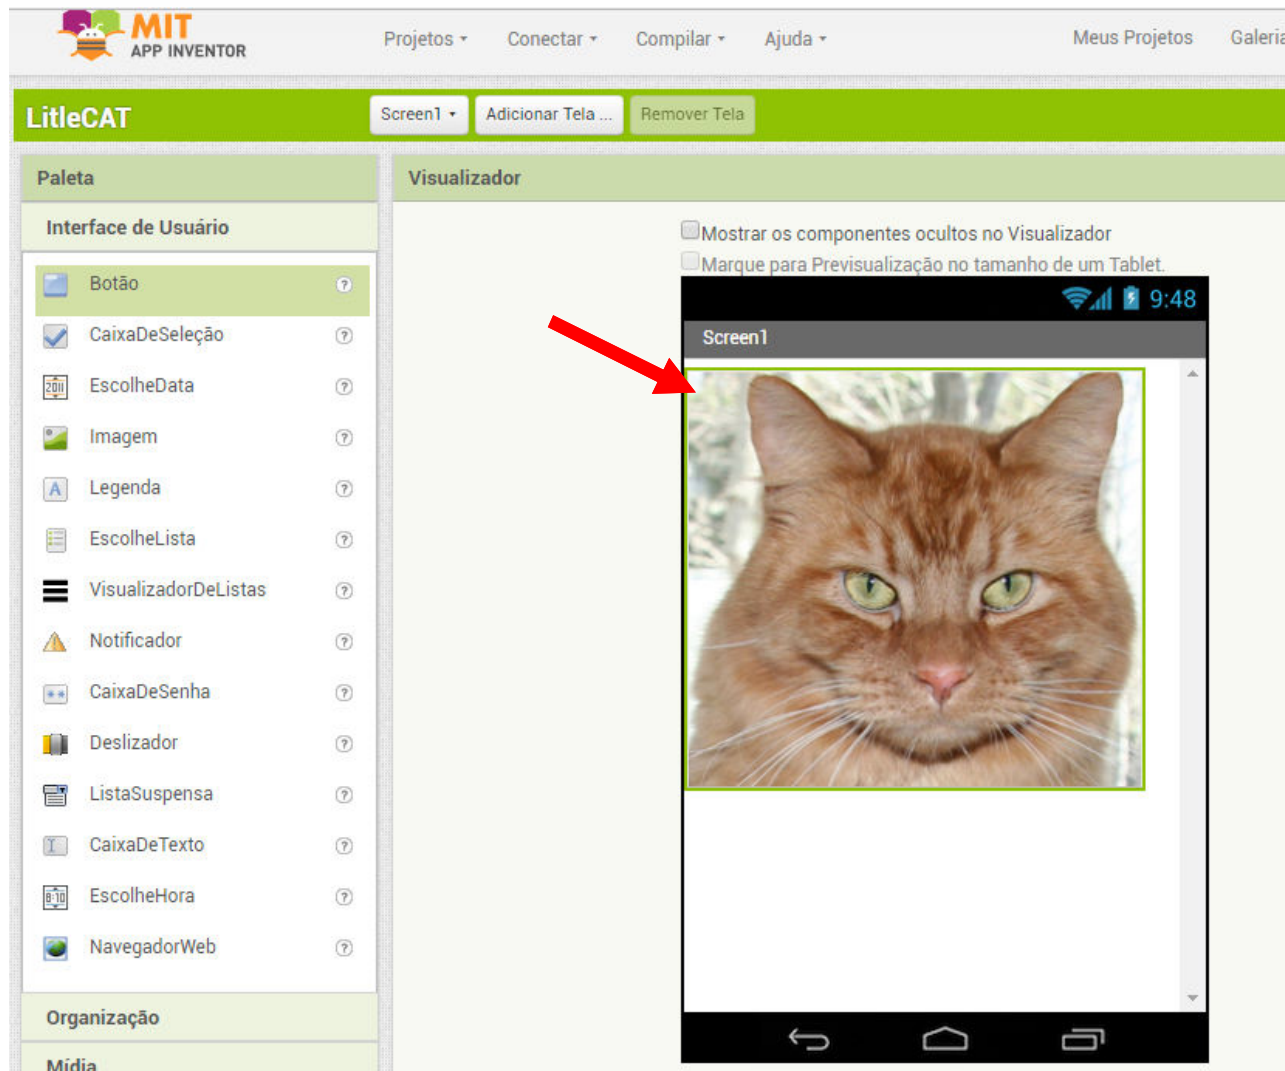 MIT
APP INVENTOR
Projetos
Conectar
Compilar
Ajuda
Meus Projetos
Galeria
LitleCAT
Screen1
Adicionar Tela ...
Remover Tela
Paleta
Visualizador
Interface de Usuário
Mostrar os componentes ocultos no Visualizador
Marque para Previsualização no tamanho de um Tablet.
9:48
Screen1
Botão ?
CaixaDeSeleção ?
EscolheData ?
Imagem ?
Legenda ?
EscolheLista ?
VisualizadorDeListas ?
Notificador ?
CaixaDeSenha ?
Deslizador ?
ListaSuspensa ?
CaixaDeTexto ?
EscolheHora ?
NavegadorWeb ?
Organização
Mídia